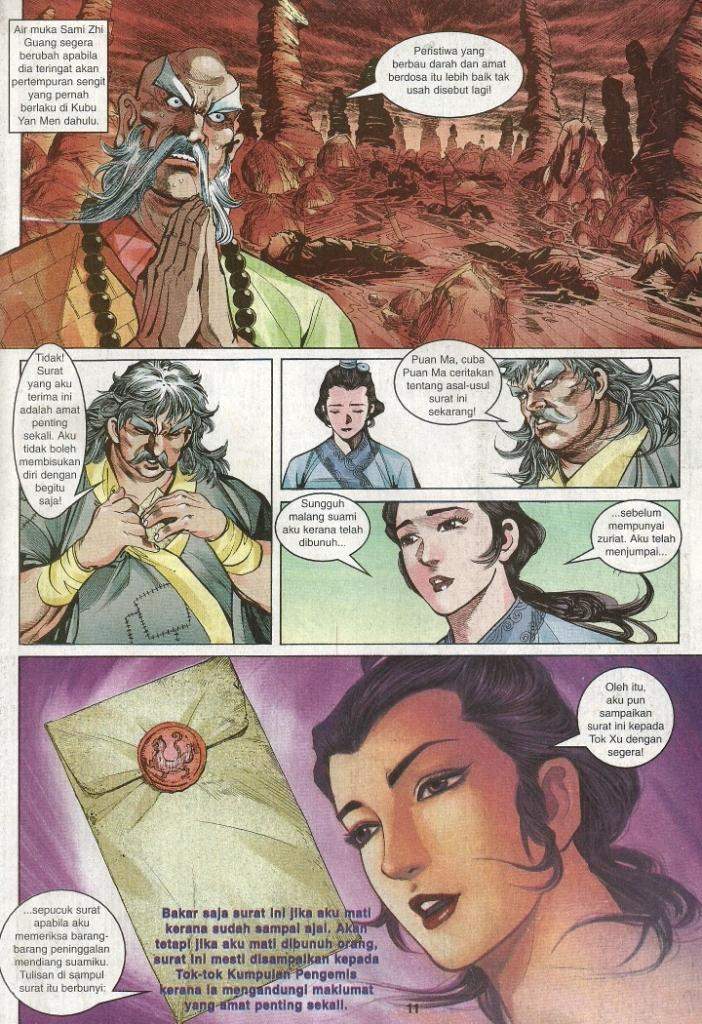 Air muka Sami Zhi
Guang segera
berubah apabila
dia teringat akan
pertempuran sengit
yang pernah
berlaku di Kubu
Yan Men dahulu.
Peristiwa yang
berbau darah dan amat
berdosa itu lebih baik tak
usah disebut lagi!
Tidak!
Surat
yang aku
terima ini
adalah amat
penting
sekali. Aku
tidak boleh
membisukan
diri dengan
begitu
saja!
Puan Ma, cuba
Puan Ma ceritakan
tentang asal-usul
surat ini
sekarang!
Sungguh
malang suami
aku kerana telah
dibunuh...
...sebelum
mempunyai
zuriat. Aku telah
menjumpai...
...sepucuk surat
apabila aku
memeriksa barang-
barang peninggalan
mendiang suamiku.
Tulisan di sampul
surat itu berbunyi:
Bakar saja surat ini jika aku mati
kerana sudah sampai ajal. Akan
tetapi jika aku mati dibunuh orang,
surat ini mesti disampaikan kepada
Tok-tok Kumpulan Pengemis
kerana ia mengandungi maklumat
yang amat penting sekali.
Oleh itu,
aku pun
sampaikan
surat ini kepada
Tok Xu dengan
segera!
11